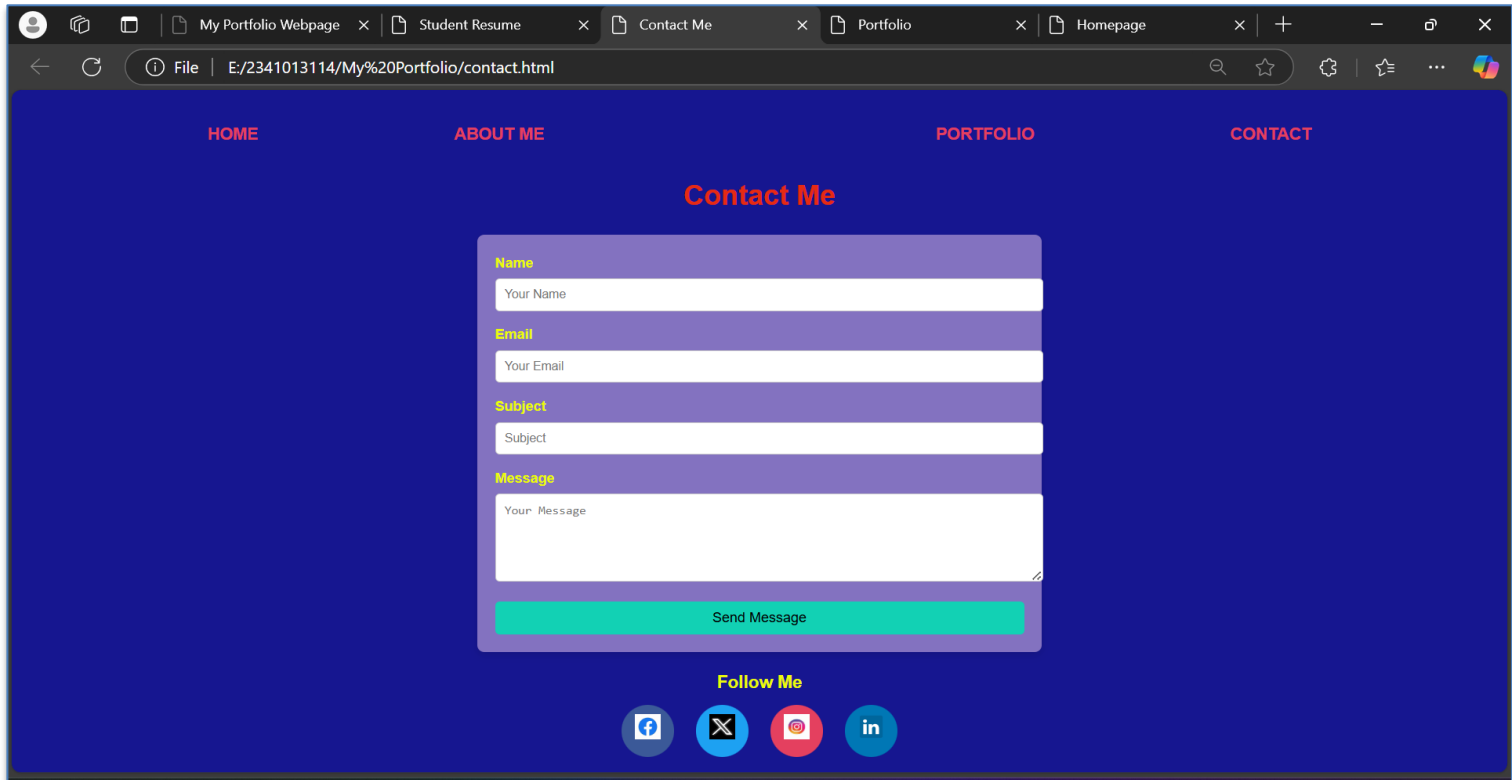 My Portfolio Webpage Student Resume Contact Me Portfolio Homepage
File E:/2341013114/My%20Portfolio/contact.html
HOME ABOUT ME PORTFOLIO CONTACT
Contact Me
Name
Your Name
Email
Your Email
Subject
Subject
Message
Your Message
Send Message
Follow Me
in